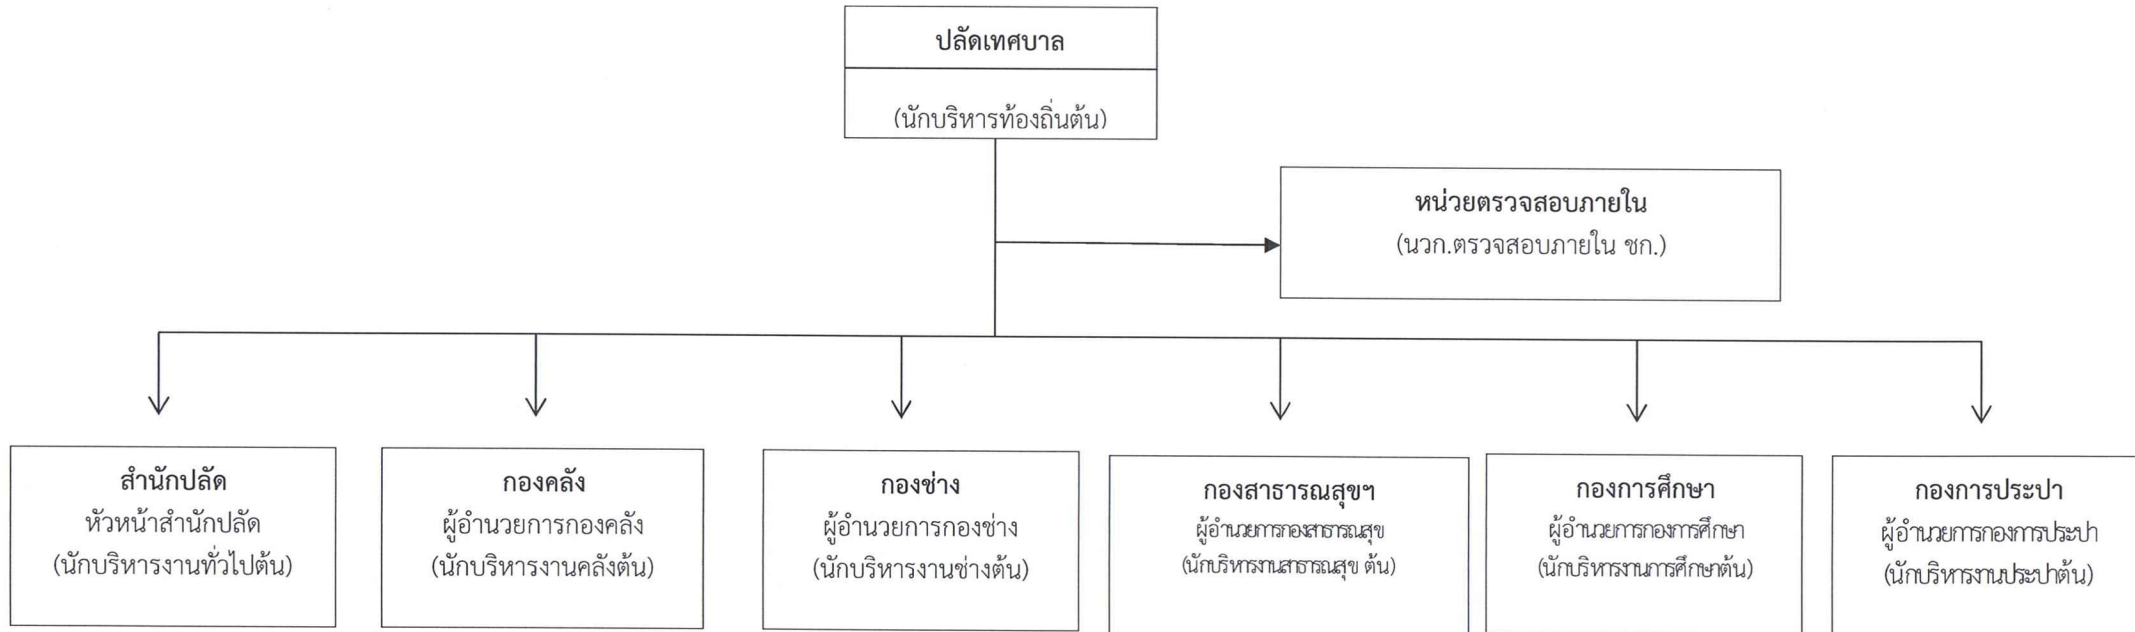 ปลัดเทศบาล
(นักบริหารท้องถิ่นต้น)
หน่วยตรวจสอบภายใน
(นวก.ตรวจสอบภายใน ชก.)
สำนักปลัด
หัวหน้าสำนักปลัด
(นักบริหารงานทั่วไปต้น)
กองคลัง
ผู้อำนวยการกองคลัง
(นักบริหารงานคลังต้น)
กองช่าง
ผู้อำนวยการกองช่าง
(นักบริหารงานช่างต้น)
กองสาธารณสุขฯ
ผู้อำนวยการกองสาธารณสุข
(นักบริหารงานสาธารณสุข ต้น)
กองการศึกษา
ผู้อำนวยการกองการศึกษา
(นักบริหารงานการศึกษาต้น)
กองการประปา
ผู้อำนวยการกองการประปา
(นักบริหารงานประปาต้น)